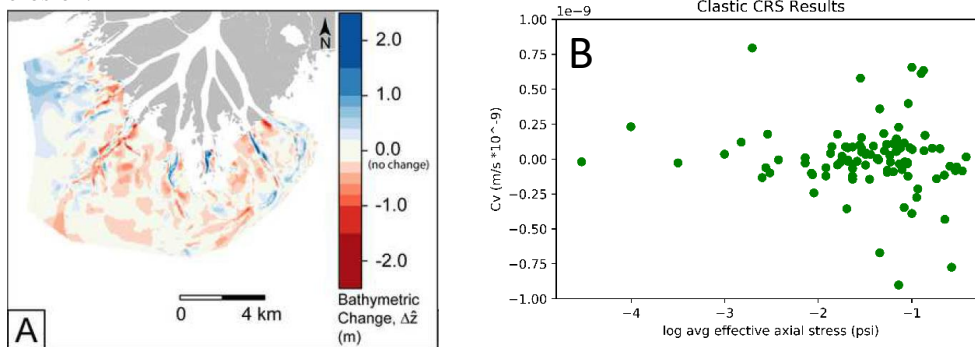 A
N
2.0
1.0
0.0
(no change)
-1.0
-2.0
0 4 km
Bathymetric
Change, Δẑ
(m)
B
Clastic CRS Results
1e-9
1.00
0.75
0.50
0.25
0.00
−0.25
−0.50
−0.75
−1.00
Cv (m/s *10^-9)
−4 −3 −2 −1
log avg effective axial stress (psi)